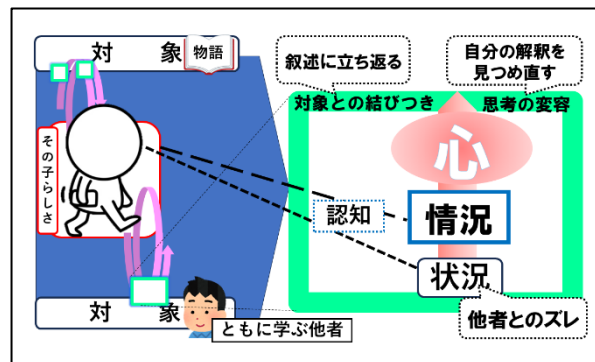 対 象
物語
その子らしさ
対 象
ともに学ぶ他者
叙述に立ち返る
自分の解釈を
見つめ直す
対象との結びつき
思考の変容
心
認知
情況
状況
他者とのズレ